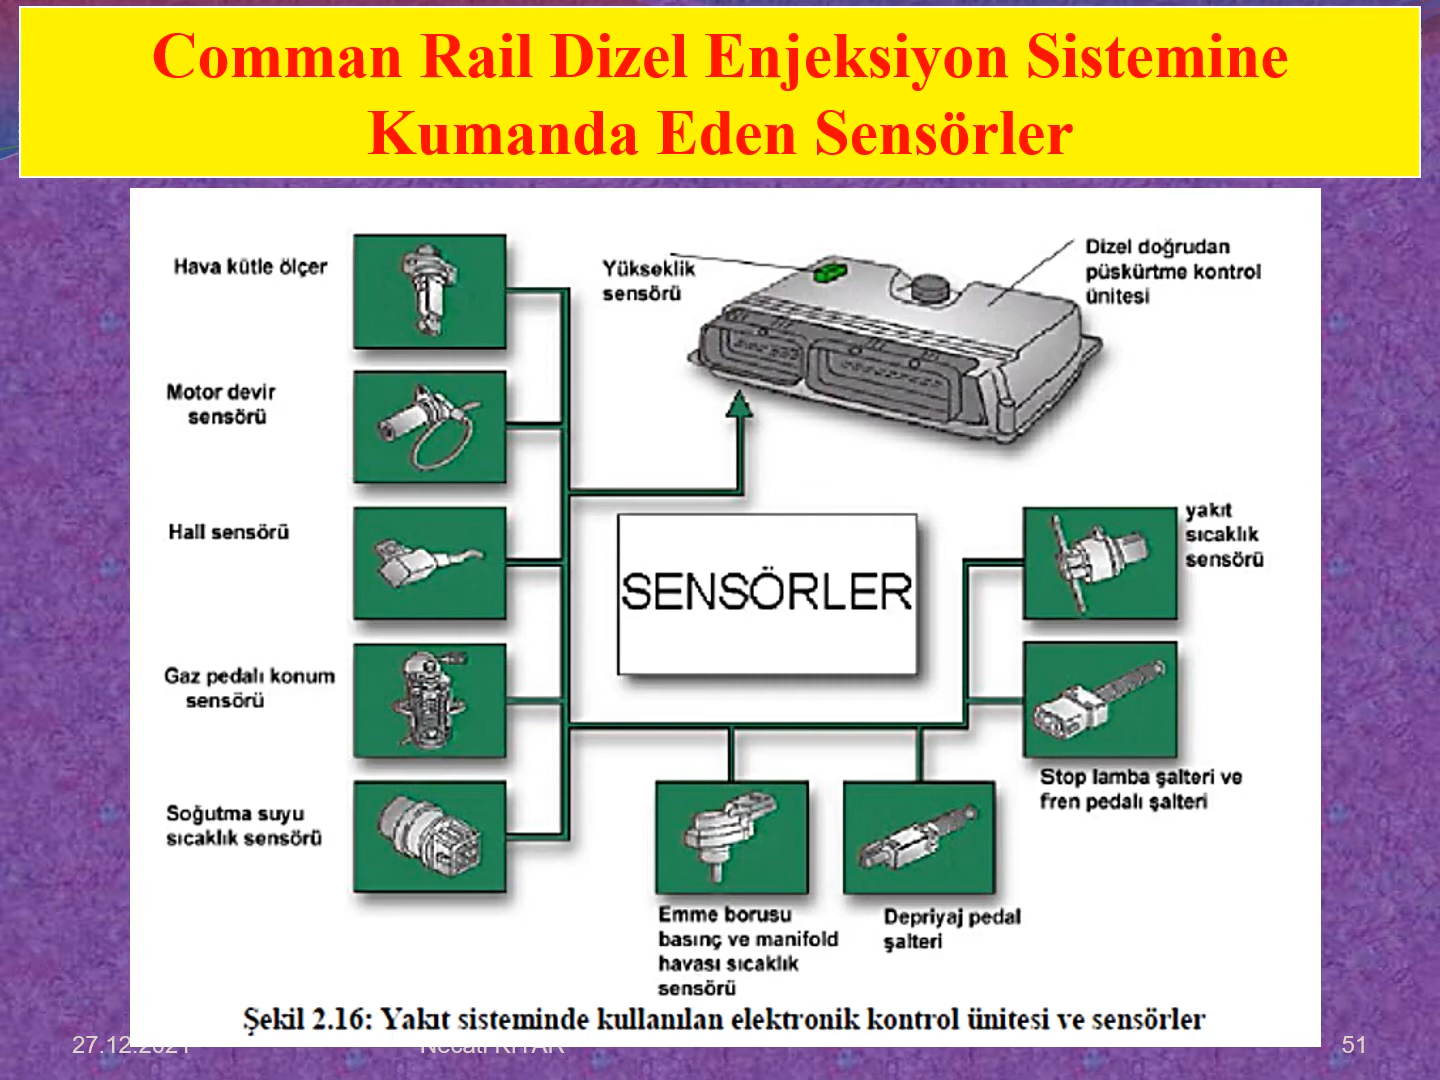 Comman Rail Dizel Enjeksiyon Sistemine
Kumanda Eden Sensörler
Hava kütle ölçer
Yükseklik
sensörü
Dizel doğrudan
püskürtme kontrol
ünitesi
Motor devir
sensörü
Hall sensörü
SENSÖRLER
yakıt
sıcaklık
sensörü
Gaz pedalı konum
sensörü
Stop lamba şalteri ve
fren pedalı şalteri
Soğutma suyu
sıcaklık sensörü
Emme borusu
basınç ve manifold
havası sıcaklık
sensörü
Depriyaj pedal
şalteri
Şekil 2.16: Yakıt sisteminde kullanılan elektronik kontrol ünitesi ve sensörler
27.12.2021
51